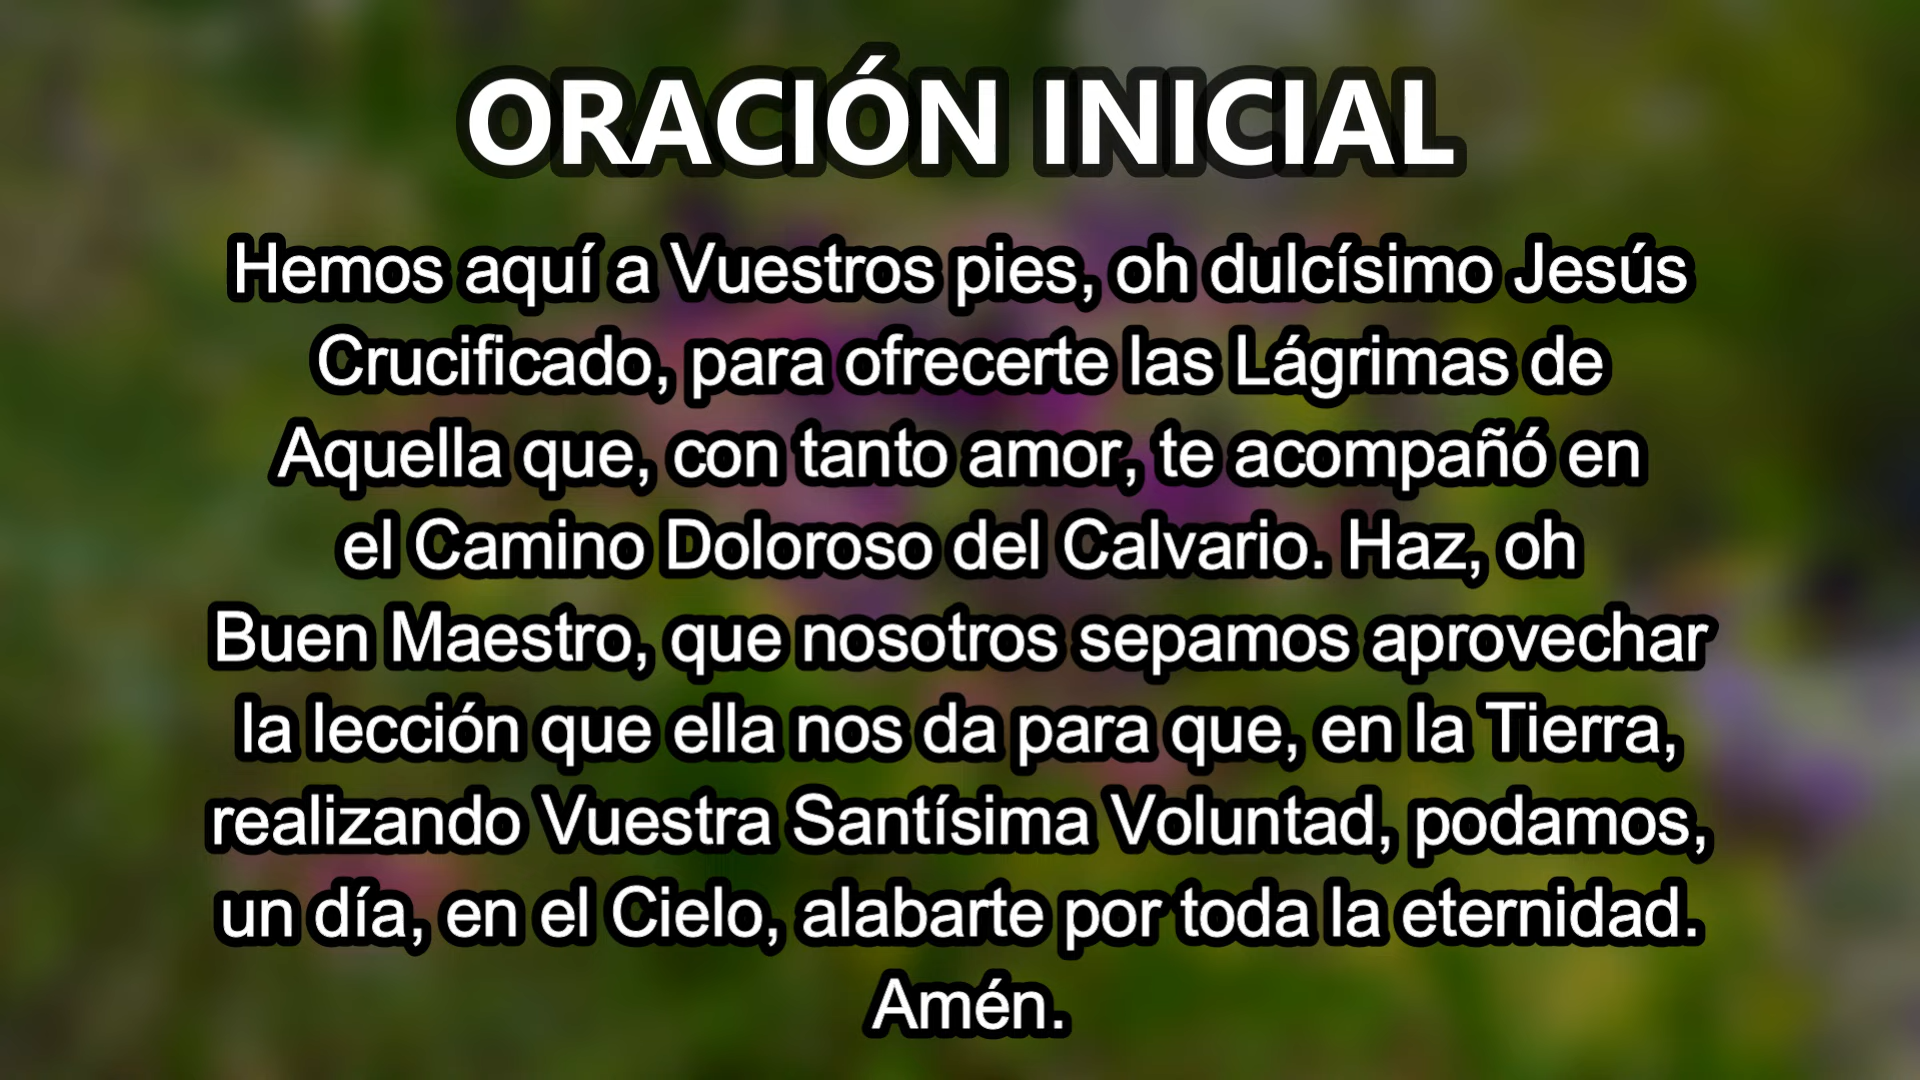 ORACIÓN INICIAL
Hemos aquí a Vuestros pies, oh dulcísimo Jesús
Crucificado, para ofrecerte las Lágrimas de
Aquella que, con tanto amor, te acompañó en
el Camino Doloroso del Calvario. Haz, oh
Buen Maestro, que nosotros sepamos aprovechar
la lección que ella nos da para que, en la Tierra,
realizando Vuestra Santísima Voluntad, podamos,
un día, en el Cielo, alabarte por toda la eternidad.
Amén.